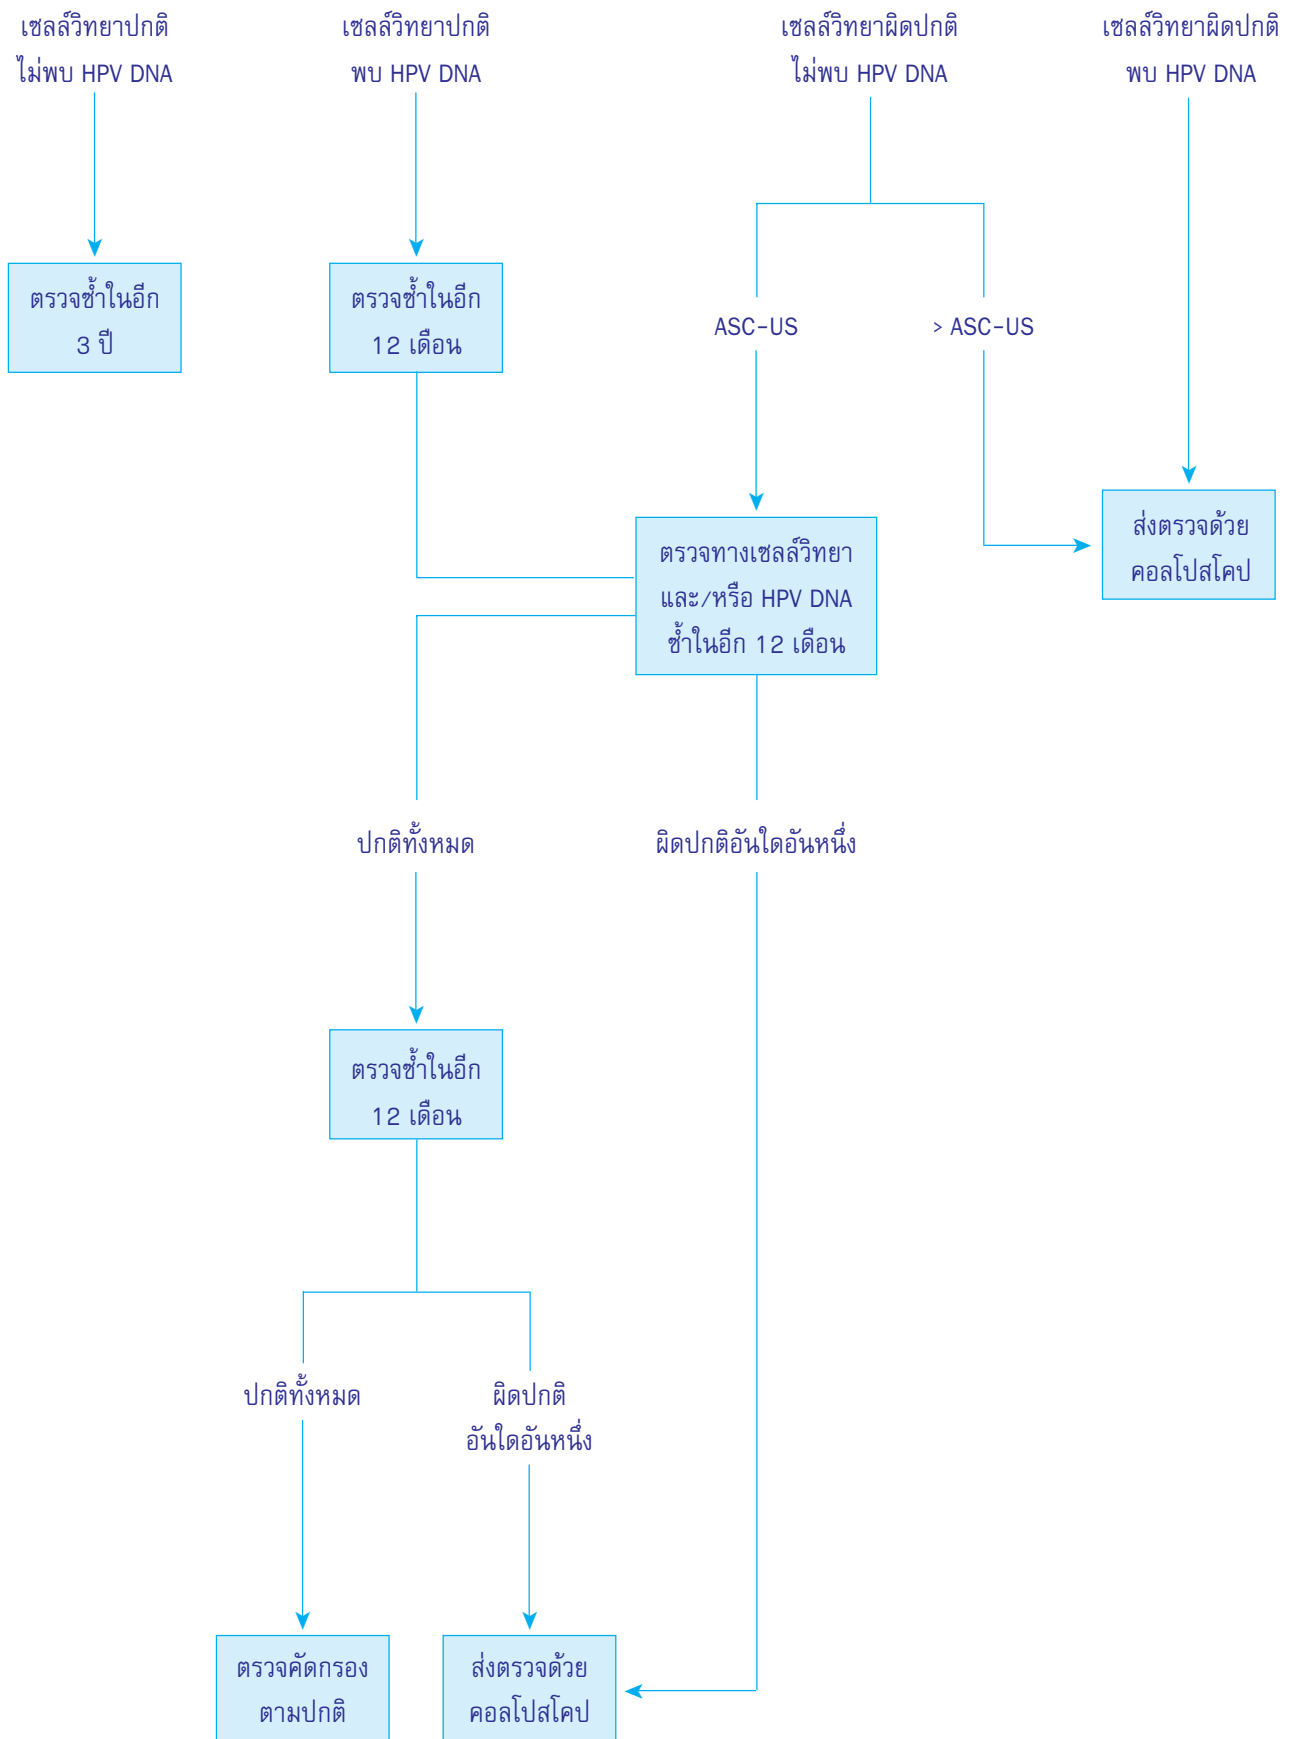 เซลล์วิทยาปกติ
ไม่พบ HPV DNA
เซลล์วิทยาปกติ
พบ HPV DNA
เซลล์วิทยาผิดปกติ
ไม่พบ HPV DNA
เซลล์วิทยาผิดปกติ
พบ HPV DNA
ตรวจซ้ำในอีก
3 ปี
ตรวจซ้ำในอีก
12 เดือน
ASC-US
> ASC-US
ส่งตรวจด้วย
คอลโปสโคป
ตรวจทางเซลล์วิทยา
และ/หรือ HPV DNA
ซ้ำในอีก 12 เดือน
ปกติทั้งหมด
ผิดปกติอันใดอันหนึ่ง
ตรวจซ้ำในอีก
12 เดือน
ปกติทั้งหมด
ผิดปกติ
อันใดอันหนึ่ง
ตรวจคัดกรอง
ตามปกติ
ส่งตรวจด้วย
คอลโปสโคป